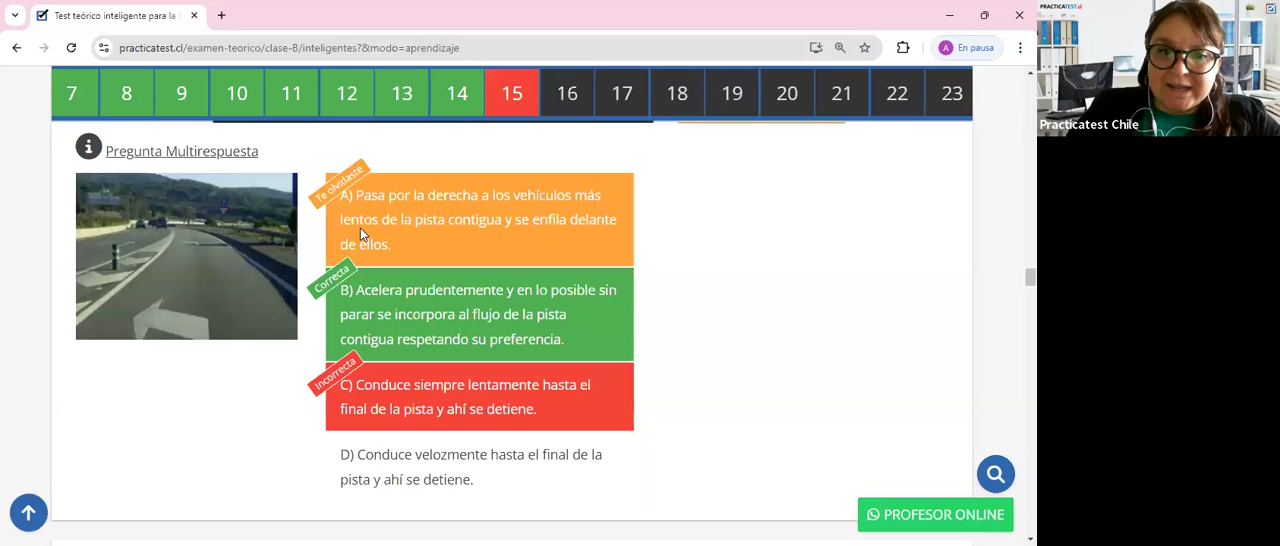 Test teórico inteligente para la
practicatest.cl/examen-teorico/clase-B/inteligentes?&modo=aprendizaje
A
En pausa
PRACTICATEST.cl
7 8 9 10 11 12 13 14 15 16 17 18 19 20 21 22 23
Practicatest Chile
Pregunta Multirespuesta
Te olvidaste
A) Pasa por la derecha a los vehículos más
lentos de la pista contigua y se enfila delante
de ellos.
Correcta
B) Acelera prudentemente y en lo posible sin
parar se incorpora al flujo de la pista
contigua respetando su preferencia.
Incorrecta
C) Conduce siempre lentamente hasta el
final de la pista y ahí se detiene.
D) Conduce velozmente hasta el final de la
pista y ahí se detiene.
PROFESOR ONLINE